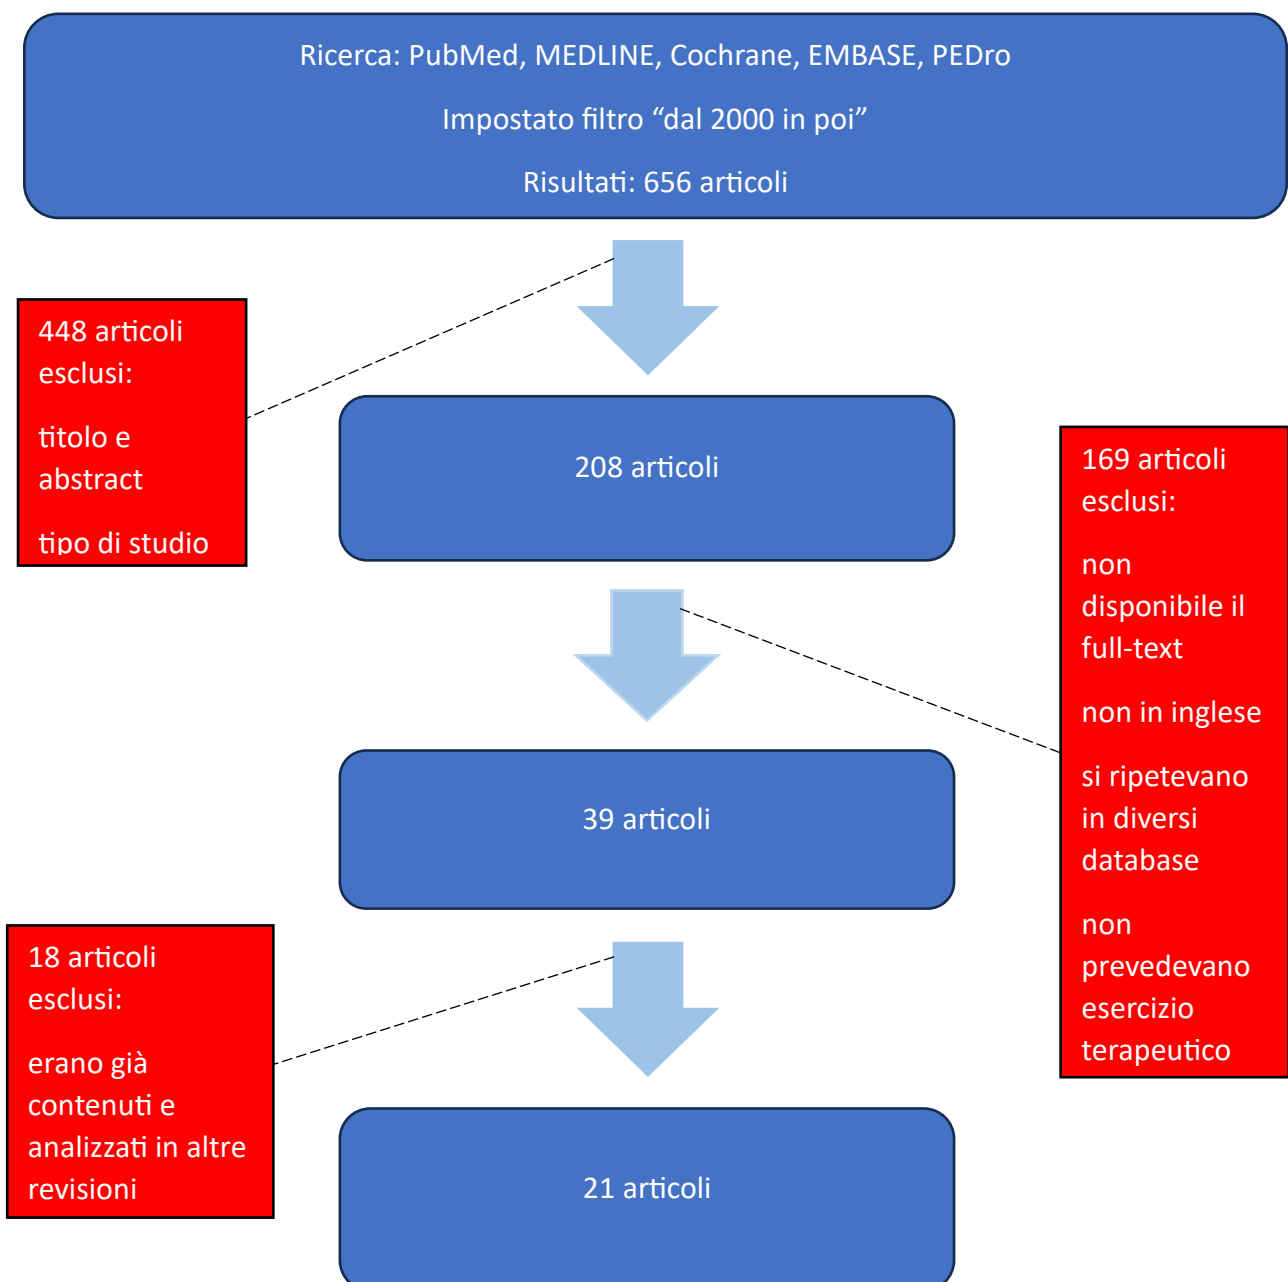 Ricerca: PubMed, MEDLINE, Cochrane, EMBASE, PEDro
Impostato filtro “dal 2000 in poi”
Risultati: 656 articoli
448 articoli
esclusi:
titolo e
abstract
tipo di studio
208 articoli
169 articoli
esclusi:
non
disponibile il
full-text
non in inglese
si ripetevano
in diversi
database
non
prevedevano
esercizio
terapeutico
39 articoli
18 articoli
esclusi:
erano già
contenuti e
analizzati in altre
revisioni
21 articoli